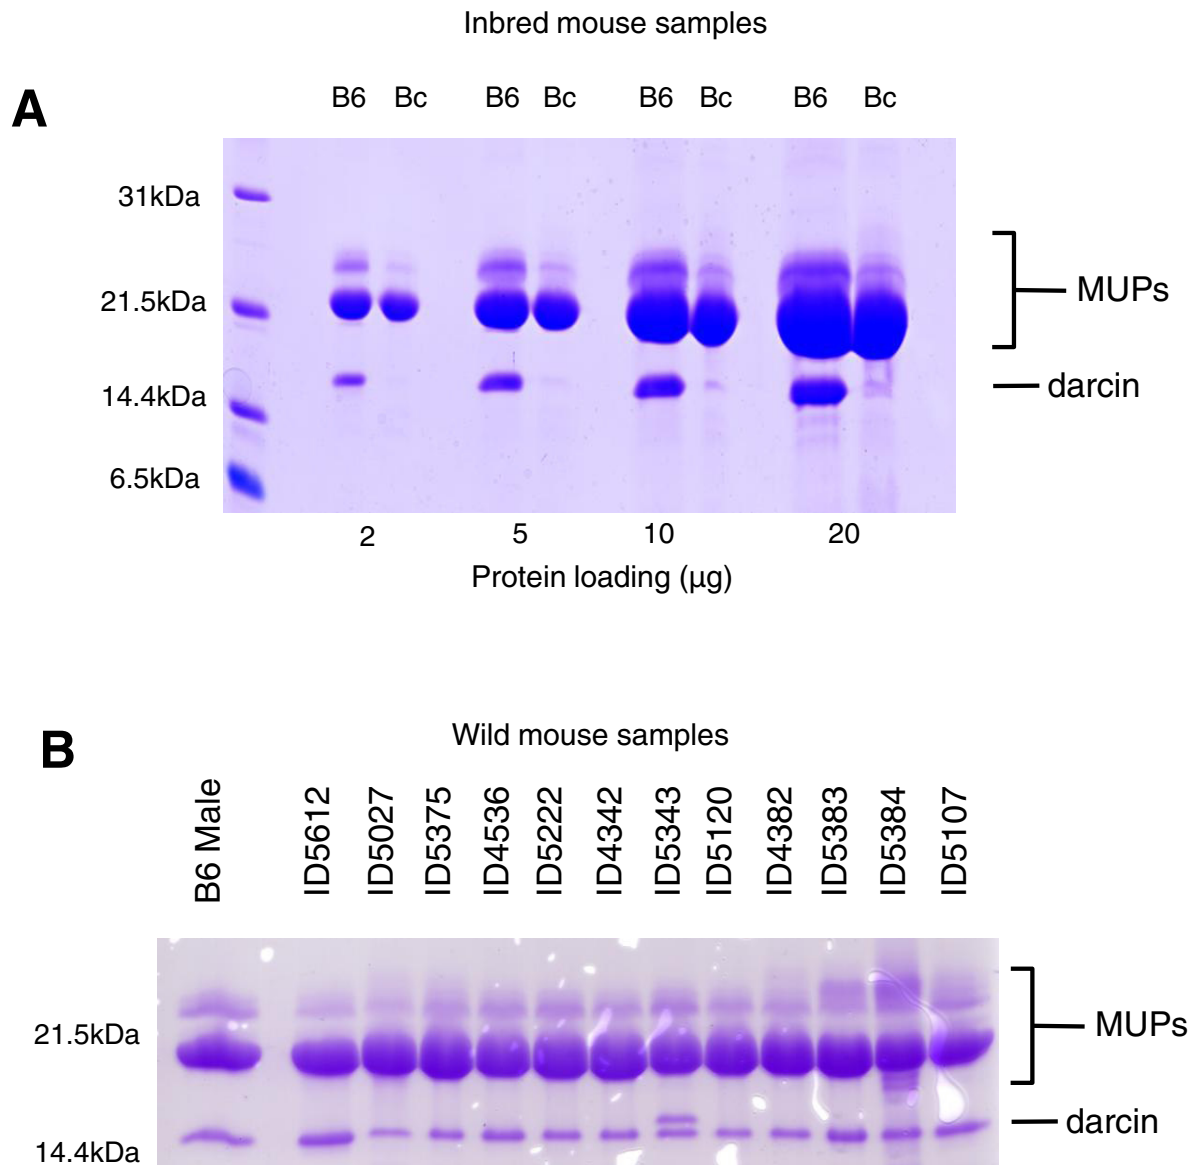 Inbred mouse samples
A
B6 Bc B6 Bc B6 Bc B6 Bc
31kDa
21.5kDa
14.4kDa
6.5kDa
MUPs
darcin
2 5 10 20
Protein loading (µg)
B
Wild mouse samples
B6 Male
ID5612
ID5027
ID5375
ID4536
ID5222
ID4342
ID5343
ID5120
ID4382
ID5383
ID5384
ID5107
21.5kDa
14.4kDa
MUPs
darcin